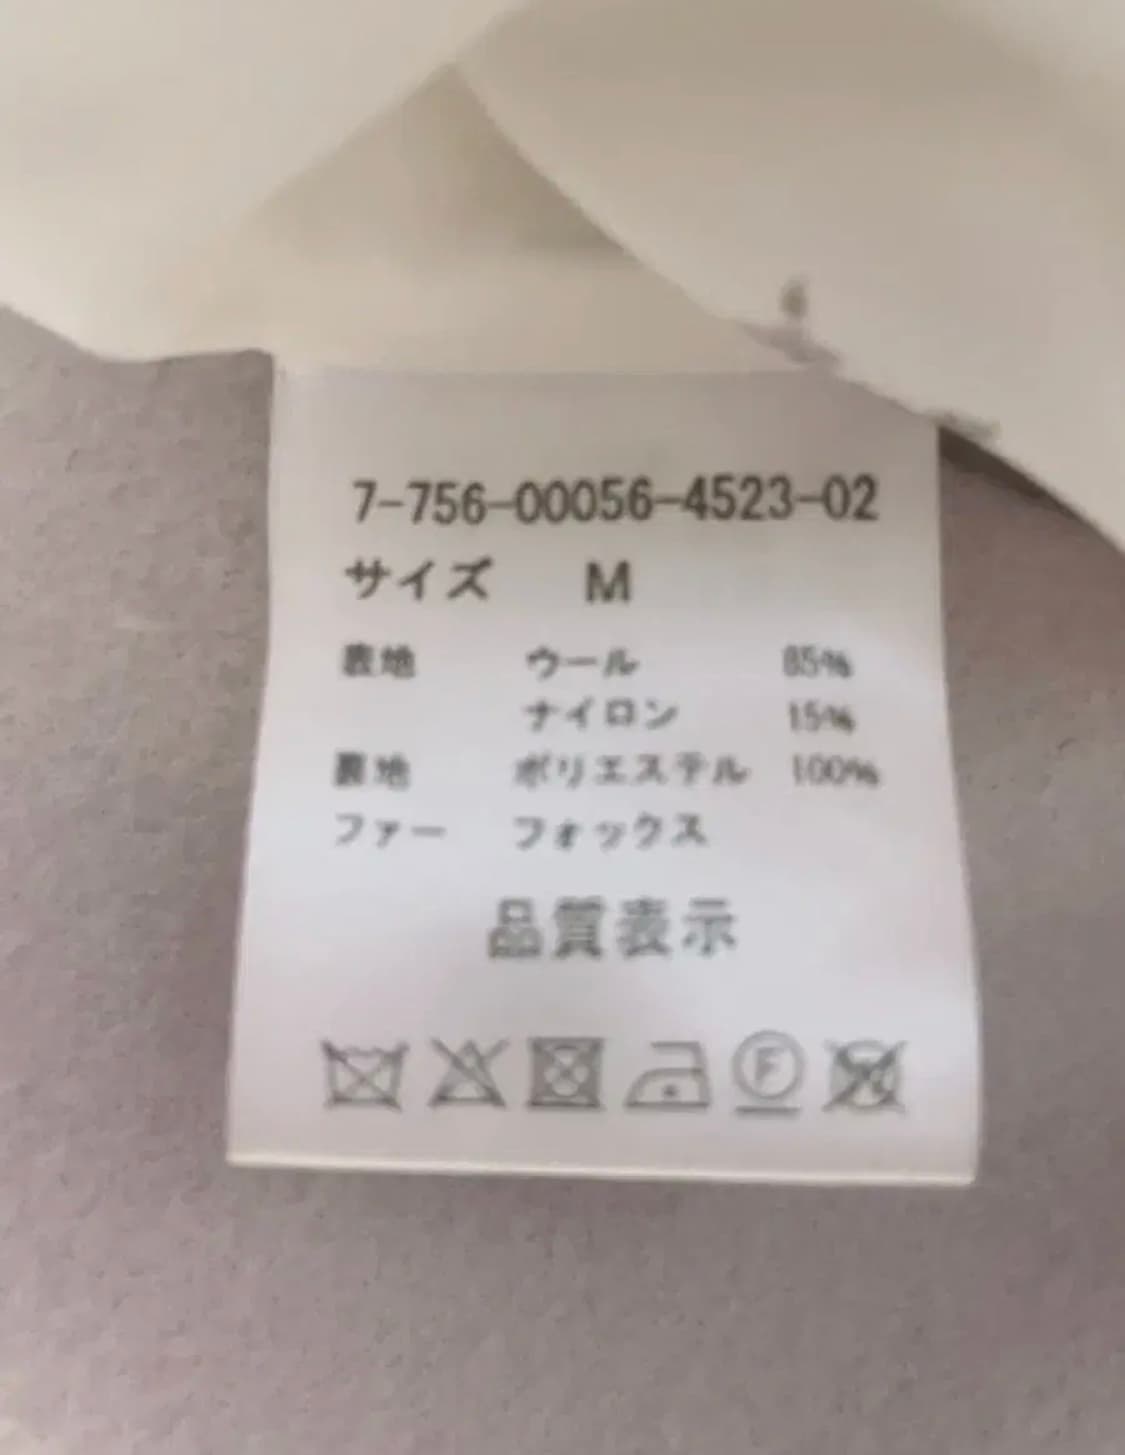 7-756-00056-4523-02
サイズ M
表地 ウール 85%
ナイロン 15%
裏地 ポリエステル 100%
ファー フォックス
品質表示
F